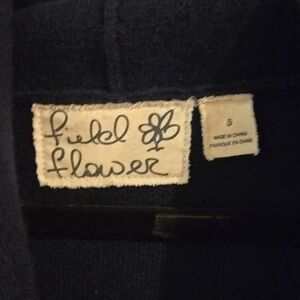 field
flower
S
MADE IN CHINA/
FABRIQUÉ EN CHINE